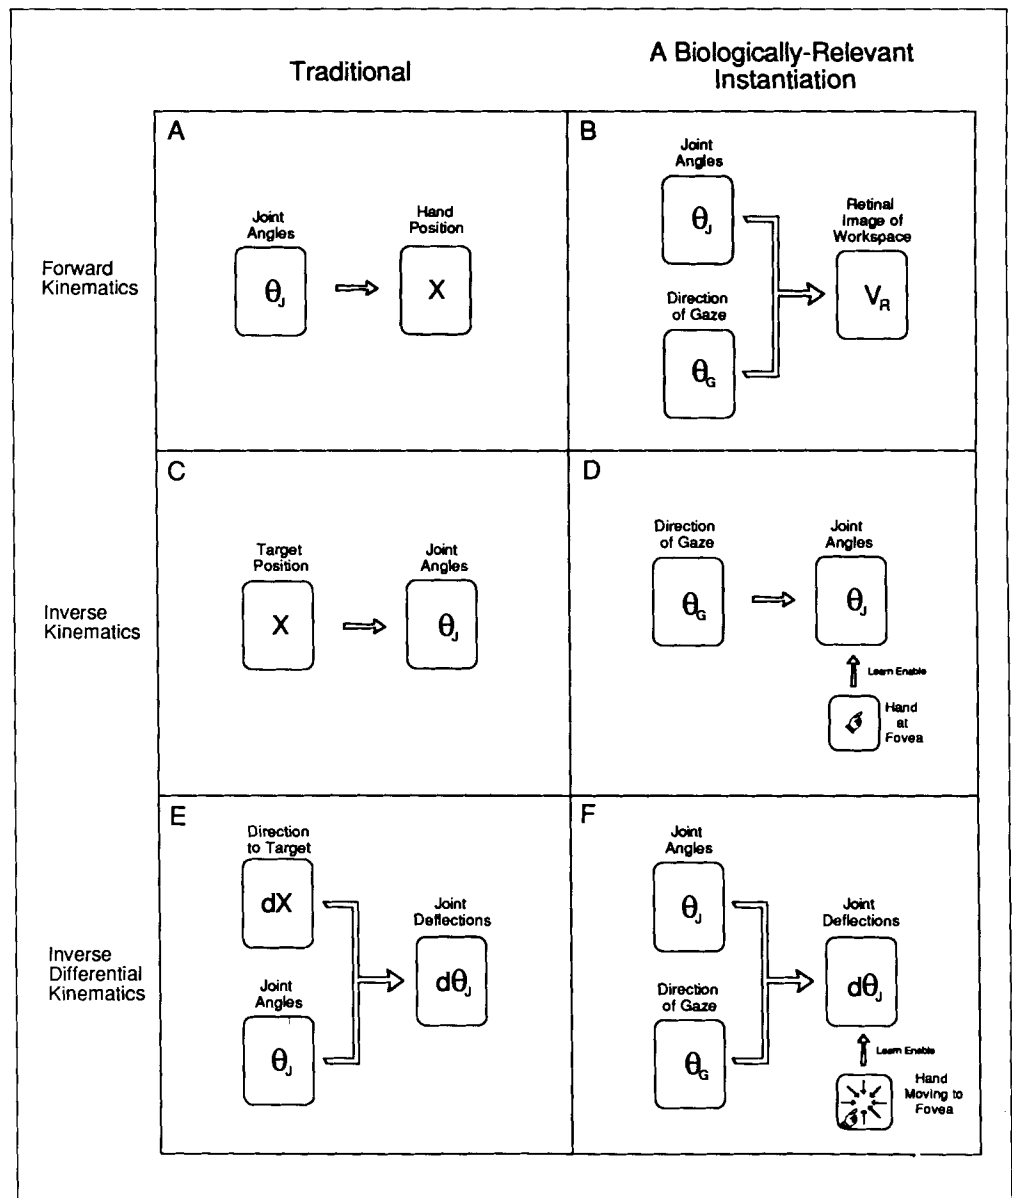 Traditional
A Biologically-Relevant
Instantiation
Forward
Kinematics
A
Joint
Angles
θJ
Hand
Position
X
B
Joint
Angles
θJ
Direction
of Gaze
θG
Retinal
Image of
Workspace
VR
Inverse
Kinematics
C
Target
Position
X
Joint
Angles
θJ
D
Direction
of Gaze
θG
Joint
Angles
θJ
Learn Enable
Hand
at
Fovea
Inverse
Differential
Kinematics
E
Direction
to Target
dX
Joint
Angles
θJ
Joint
Deflections
dθJ
F
Joint
Angles
θJ
Direction
of Gaze
θG
Joint
Deflections
dθJ
Learn Enable
Hand
Moving to
Fovea